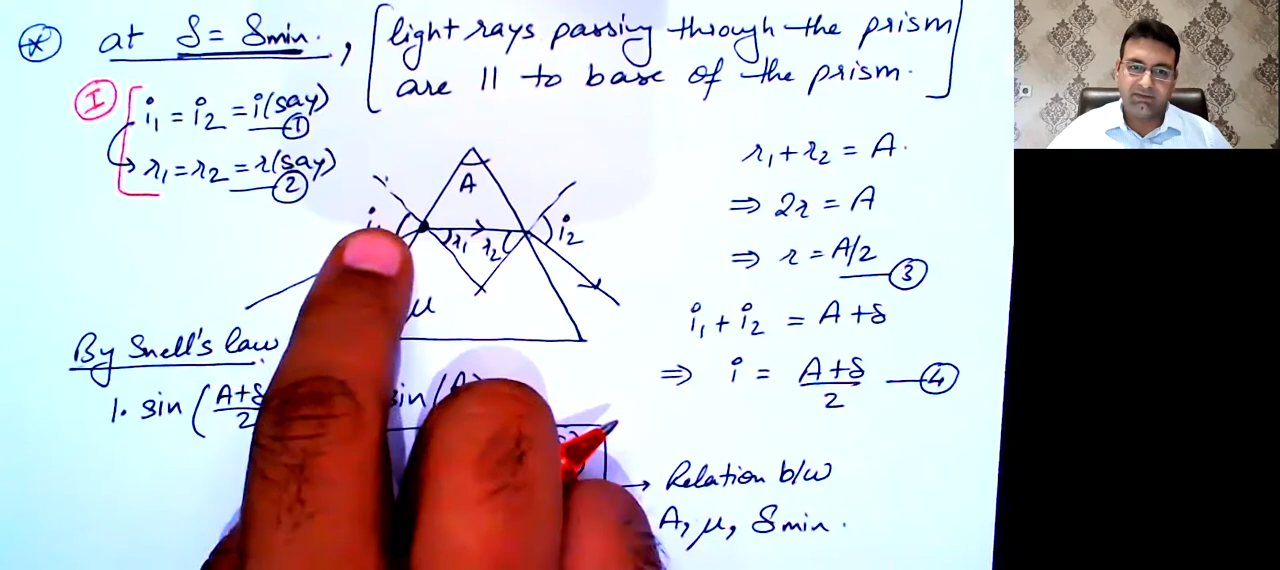 * at δ = δmin. , [light rays passing through the prism
are || to base of the prism.]
I
i₁ = i₂ = i (say) — 1
r₁ = r₂ = r (say) — 2
A
i₂
r₁ r₂
μ
By Snell's law
1. sin (A+δ/2
sin(A
r₁ + r₂ = A.
⇒ 2r = A
⇒ r = A/2 — 3
i₁ + i₂ = A + δ
⇒ i = A+δ/2 — 4
→ Relation b/w
A, μ, δmin.